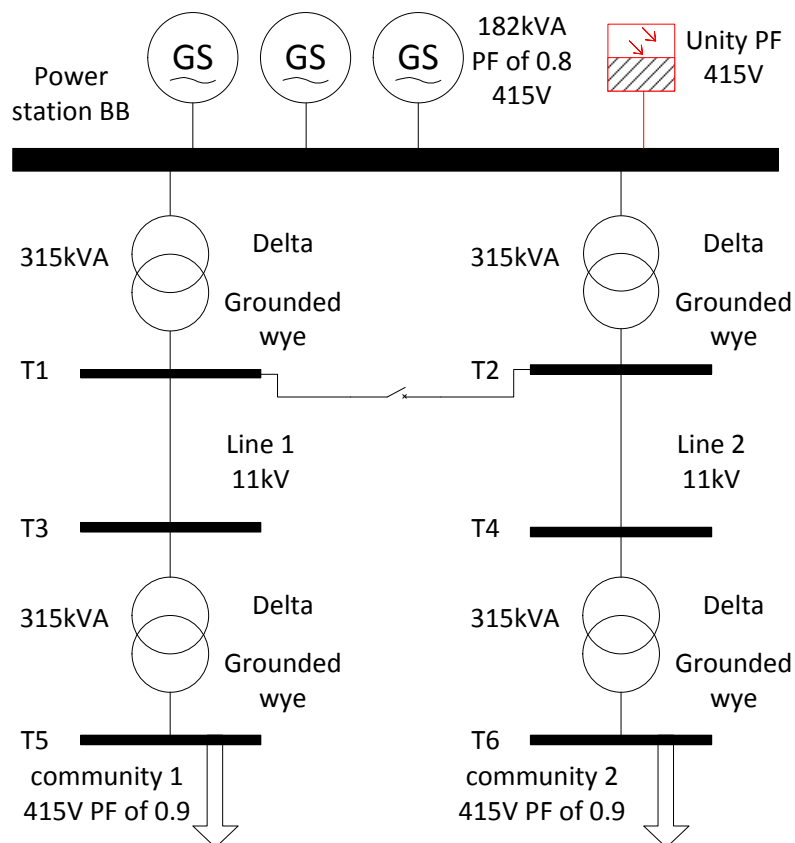 GS GS GS
182kVA
PF of 0.8
415V
Unity PF
415V
Power
station BB
315kVA
Delta
Grounded
wye
315kVA
Delta
Grounded
wye
T1
T2
Line 1
11kV
Line 2
11kV
T3
T4
315kVA
Delta
Grounded
wye
315kVA
Delta
Grounded
wye
T5
T6
community 1
415V PF of 0.9
community 2
415V PF of 0.9